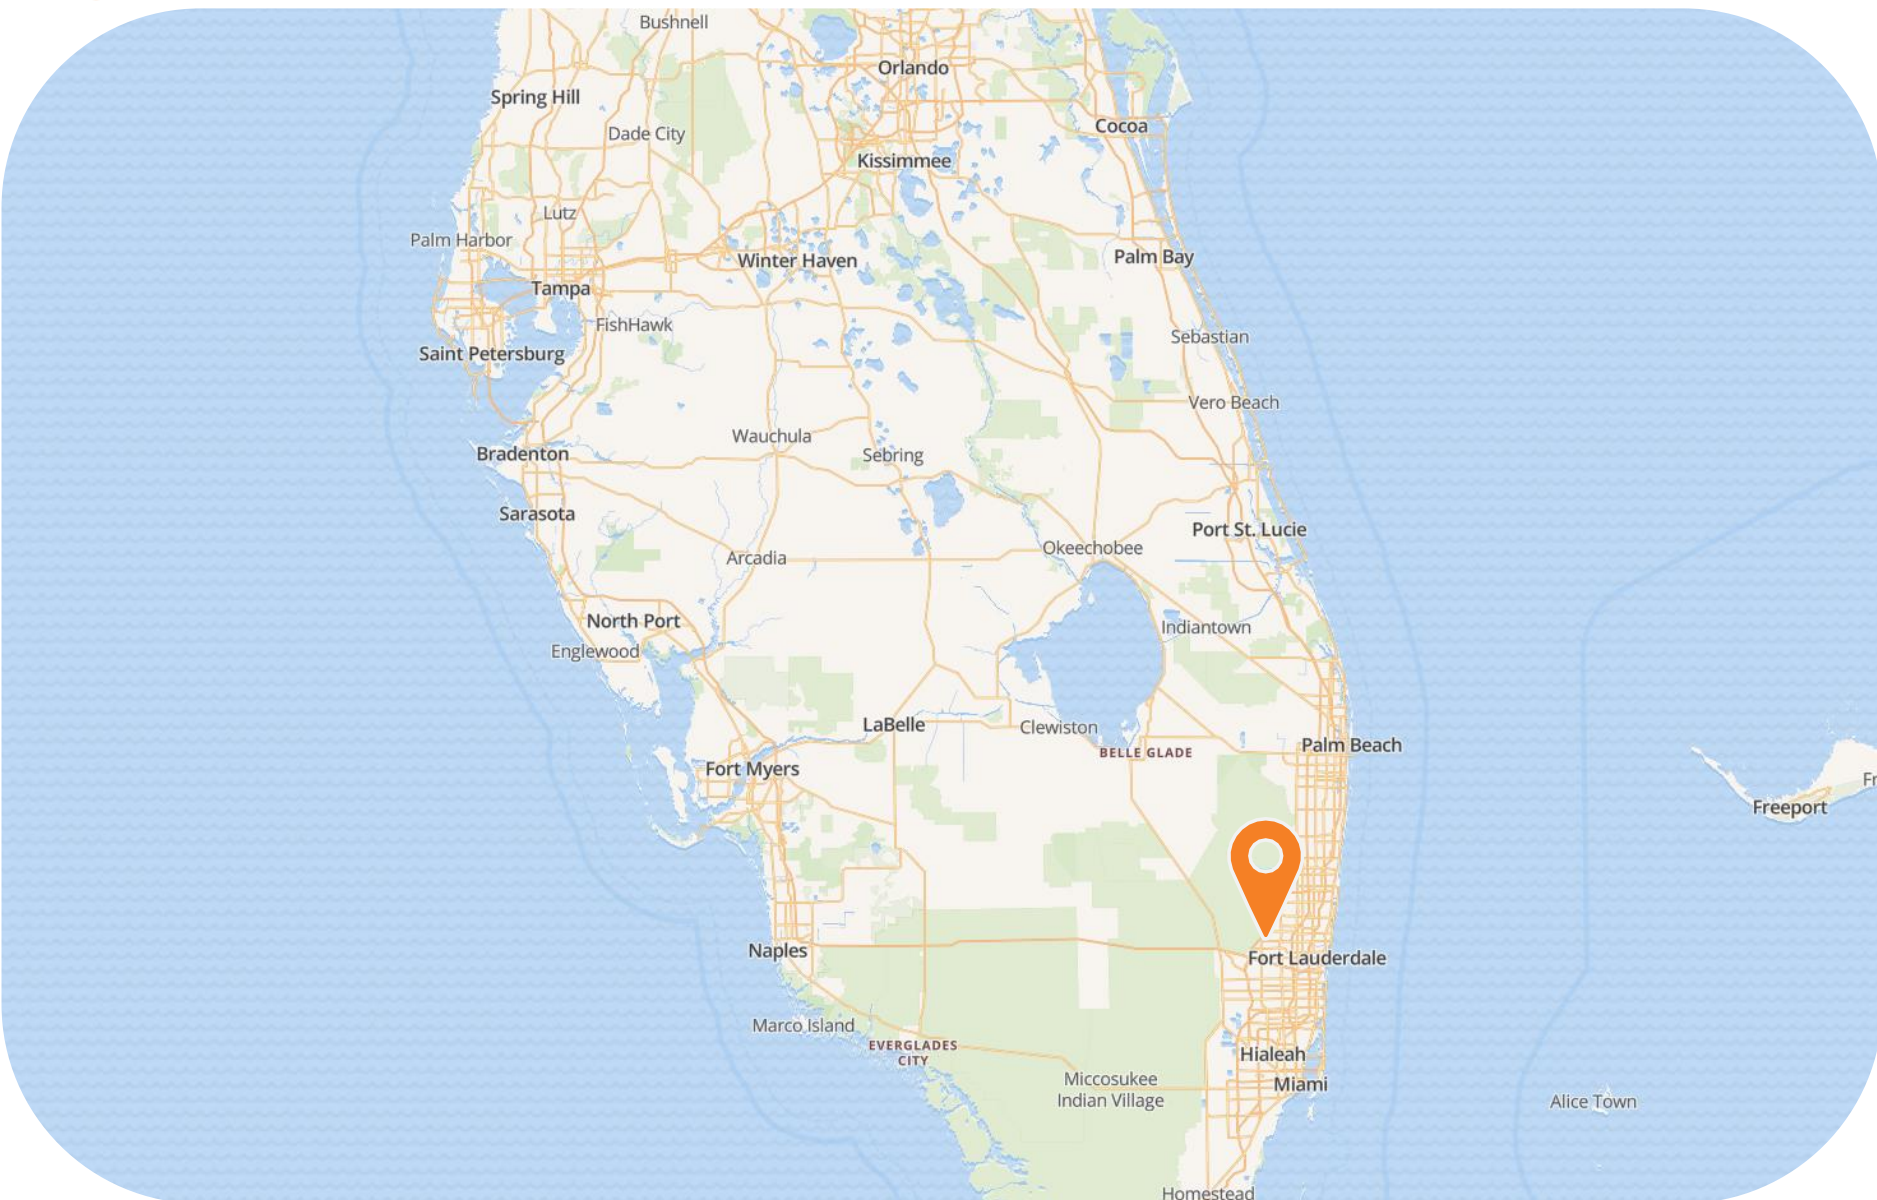 Bushnell
Orlando
Spring Hill
Cocoa
Dade City
Kissimmee
Lutz
Palm Harbor
Palm Bay
Winter Haven
Tampa
FishHawk
Sebastian
Saint Petersburg
Vero Beach
Wauchula
Bradenton
Sebring
Sarasota
Port St. Lucie
Okeechobee
Arcadia
North Port
Indiantown
Englewood
LaBelle
Clewiston
Palm Beach
BELLE GLADE
Fort Myers
Fr
Freeport
Naples
Fort Lauderdale
Marco Island
EVERGLADES
CITY
Hialeah
Miccosukee
Indian Village
Miami
Alice Town
Homestead